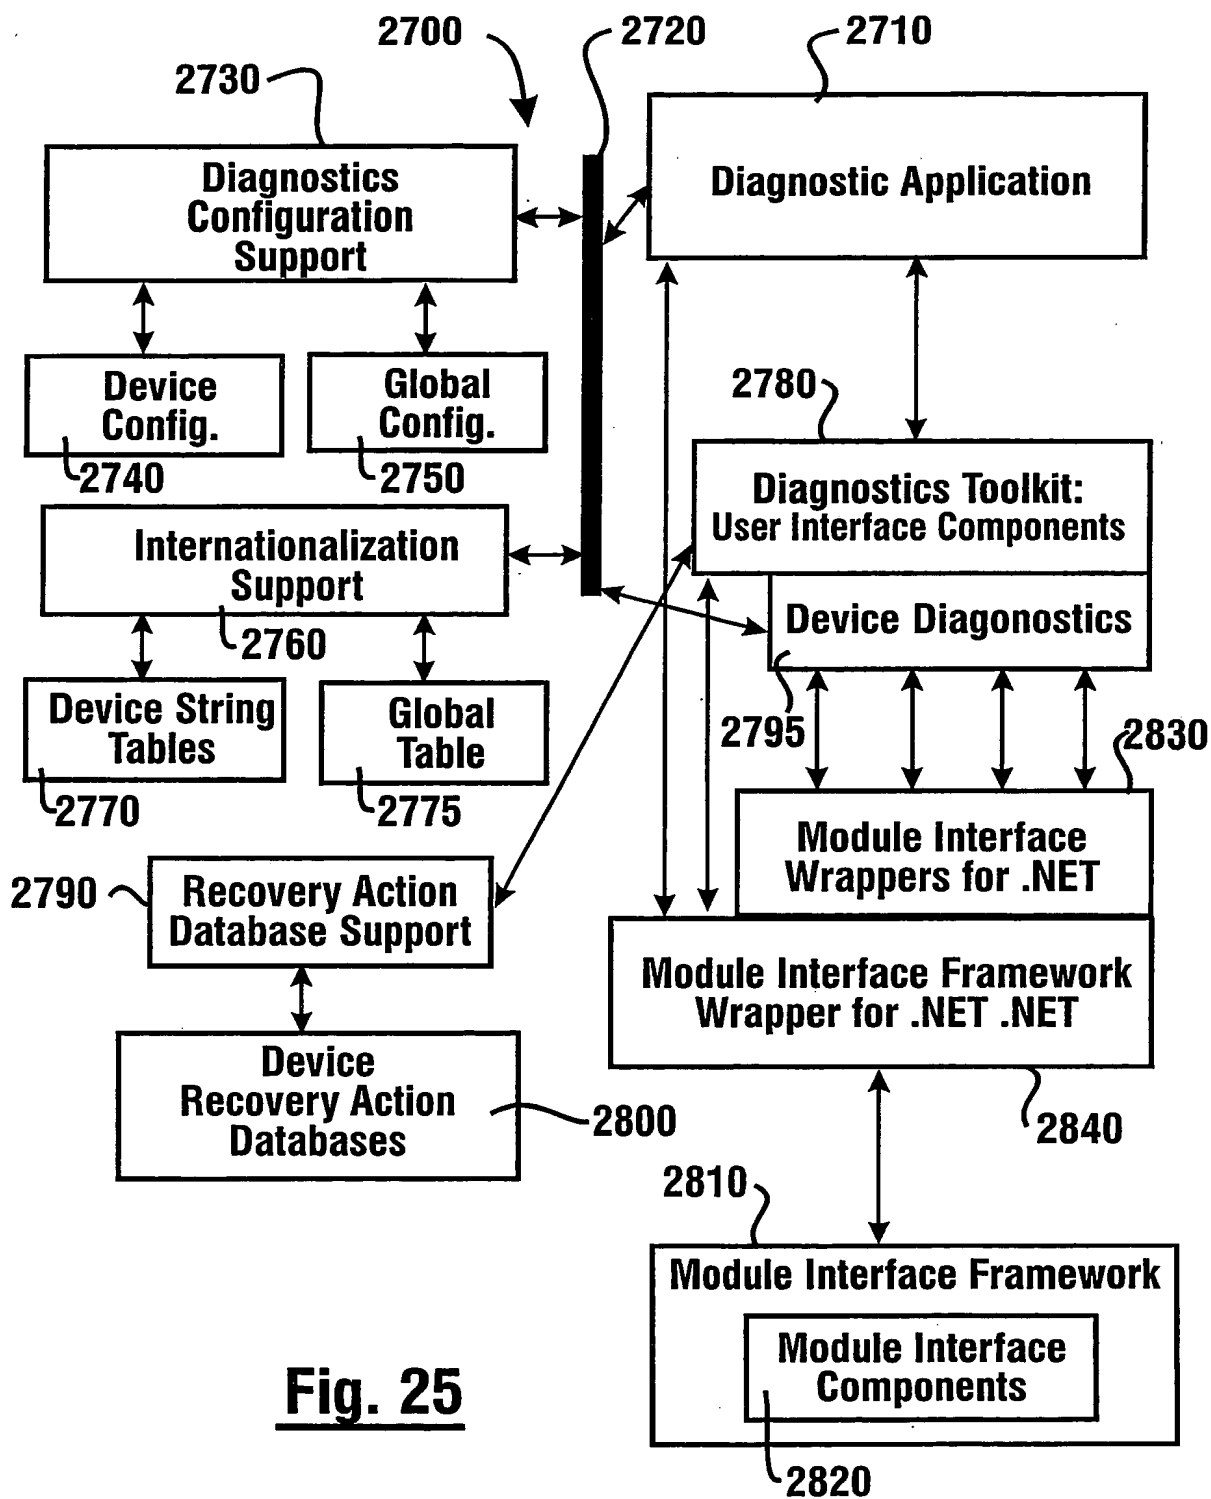 2700
2720
2710
2730
Diagnostics
Configuration
Support
Diagnostic Application
Device
Config.
2740
Global
Config.
2750
2780
Diagnostics Toolkit:
User Interface Components
Internationalization
Support
2760
Device Diagonostics
2795
Device String
Tables
2770
Global
Table
2775
2830
Module Interface
Wrappers for .NET
2790
Recovery Action
Database Support
Module Interface Framework
Wrapper for .NET .NET
2840
Device
Recovery Action
Databases
2800
2810
Module Interface Framework
Module Interface
Components
2820
Fig. 25